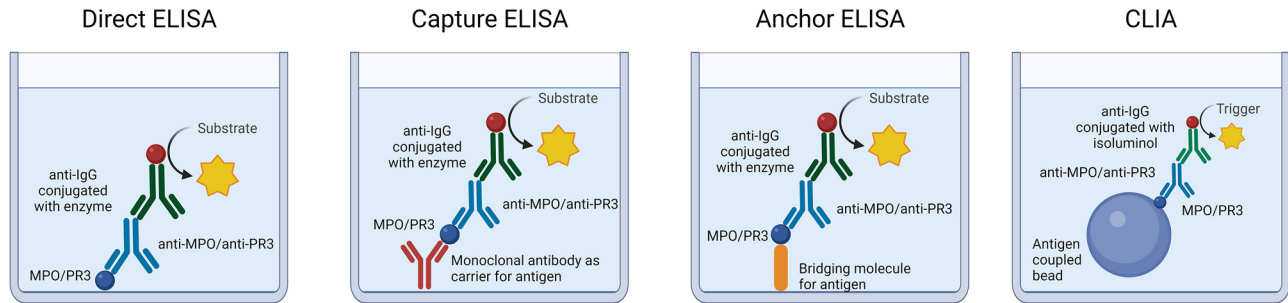 Direct ELISA
Substrate
anti-IgG
conjugated
with enzyme
anti-MPO/anti-PR3
MPO/PR3
Capture ELISA
Substrate
anti-IgG
conjugated
with enzyme
anti-MPO/anti-PR3
MPO/PR3
Monoclonal antibody as
carrier for antigen
Anchor ELISA
Substrate
anti-IgG
conjugated
with enzyme
anti-MPO/anti-PR3
MPO/PR3
Bridging molecule
for antigen
CLIA
Trigger
anti-IgG
conjugated with
isoluminol
anti-MPO/anti-PR3
MPO/PR3
Antigen
coupled
bead